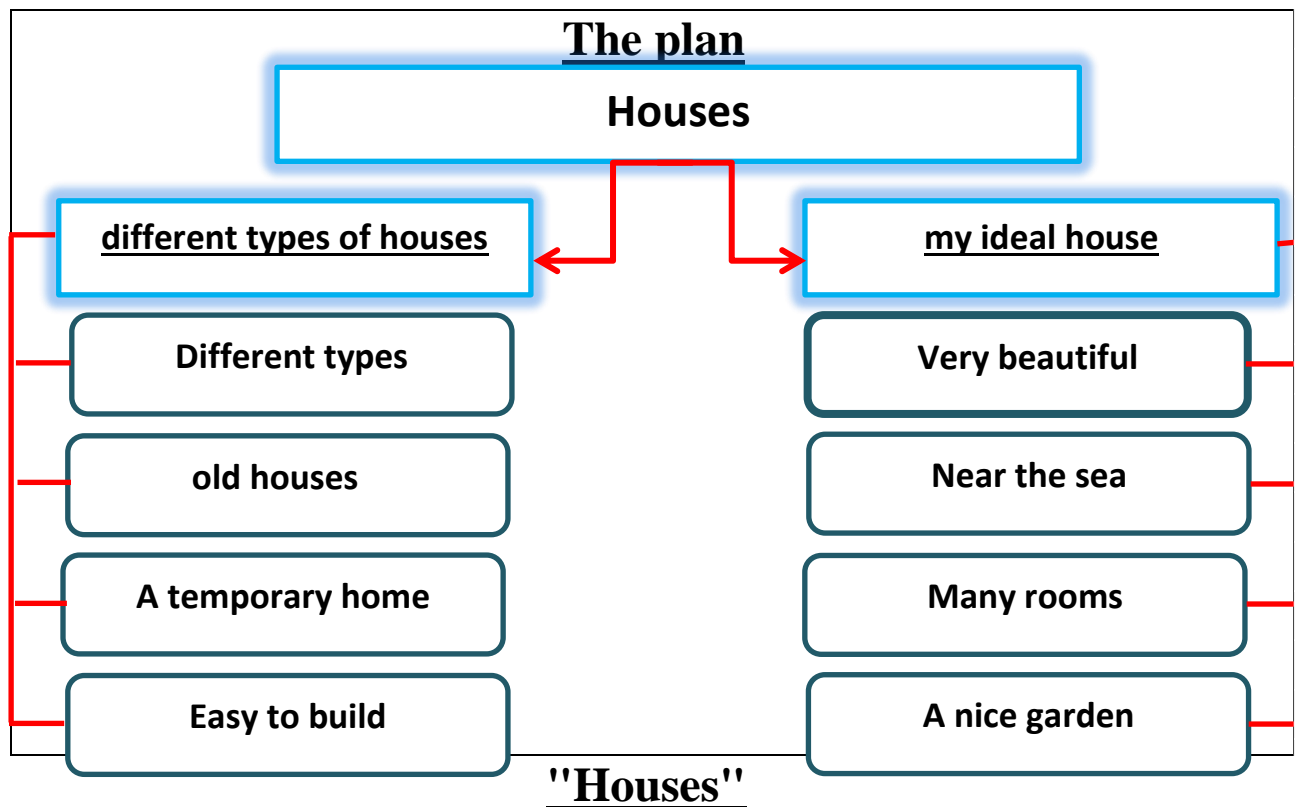 The plan
Houses
different types of houses
my ideal house
Different types
Very beautiful
old houses
Near the sea
A temporary home
Many rooms
Easy to build
A nice garden
"Houses"